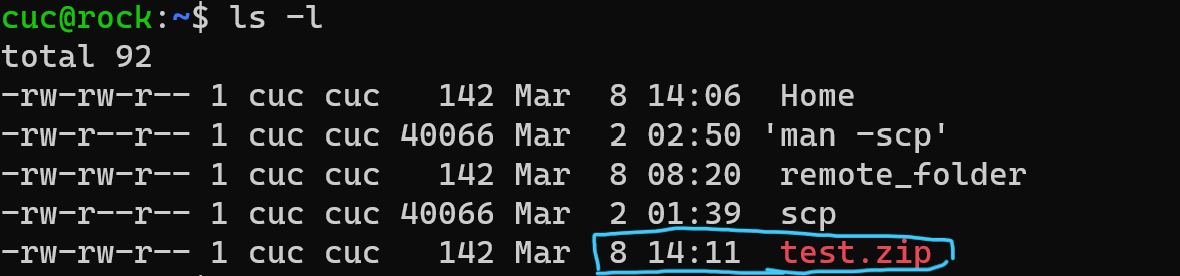 cuc@rock:~$ ls -l
total 92
-rw-rw-r-- 1 cuc cuc   142 Mar  8 14:06  Home
-rw-rw-r-- 1 cuc cuc 40066 Mar  2 02:50 'man -scp'
-rw-rw-r-- 1 cuc cuc   142 Mar  8 08:20  remote_folder
-rw-rw-r-- 1 cuc cuc 40066 Mar  2 01:39  scp
-rw-rw-r-- 1 cuc cuc   142 Mar  8 14:11  test.zip